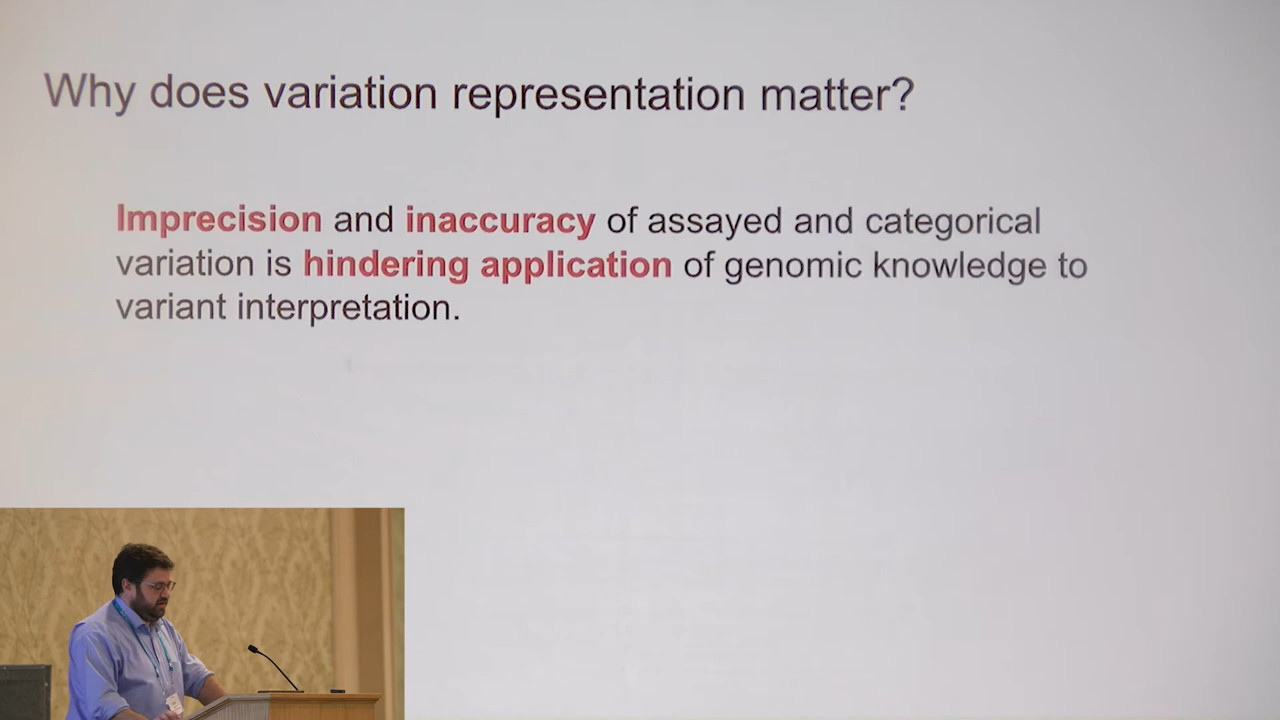 Why does variation representation matter?
Imprecision and inaccuracy of assayed and categorical
variation is hindering application of genomic knowledge to
variant interpretation.